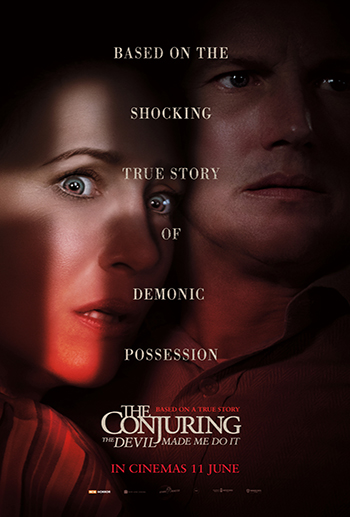 BASED ON THE
SHOCKING
TRUE STORY
OF
DEMONIC
POSSESSION
BASED ON A TRUE STORY
THE
CONJURING
THE DEVIL MADE ME DO IT
IN CINEMAS 11 JUNE
HORROR